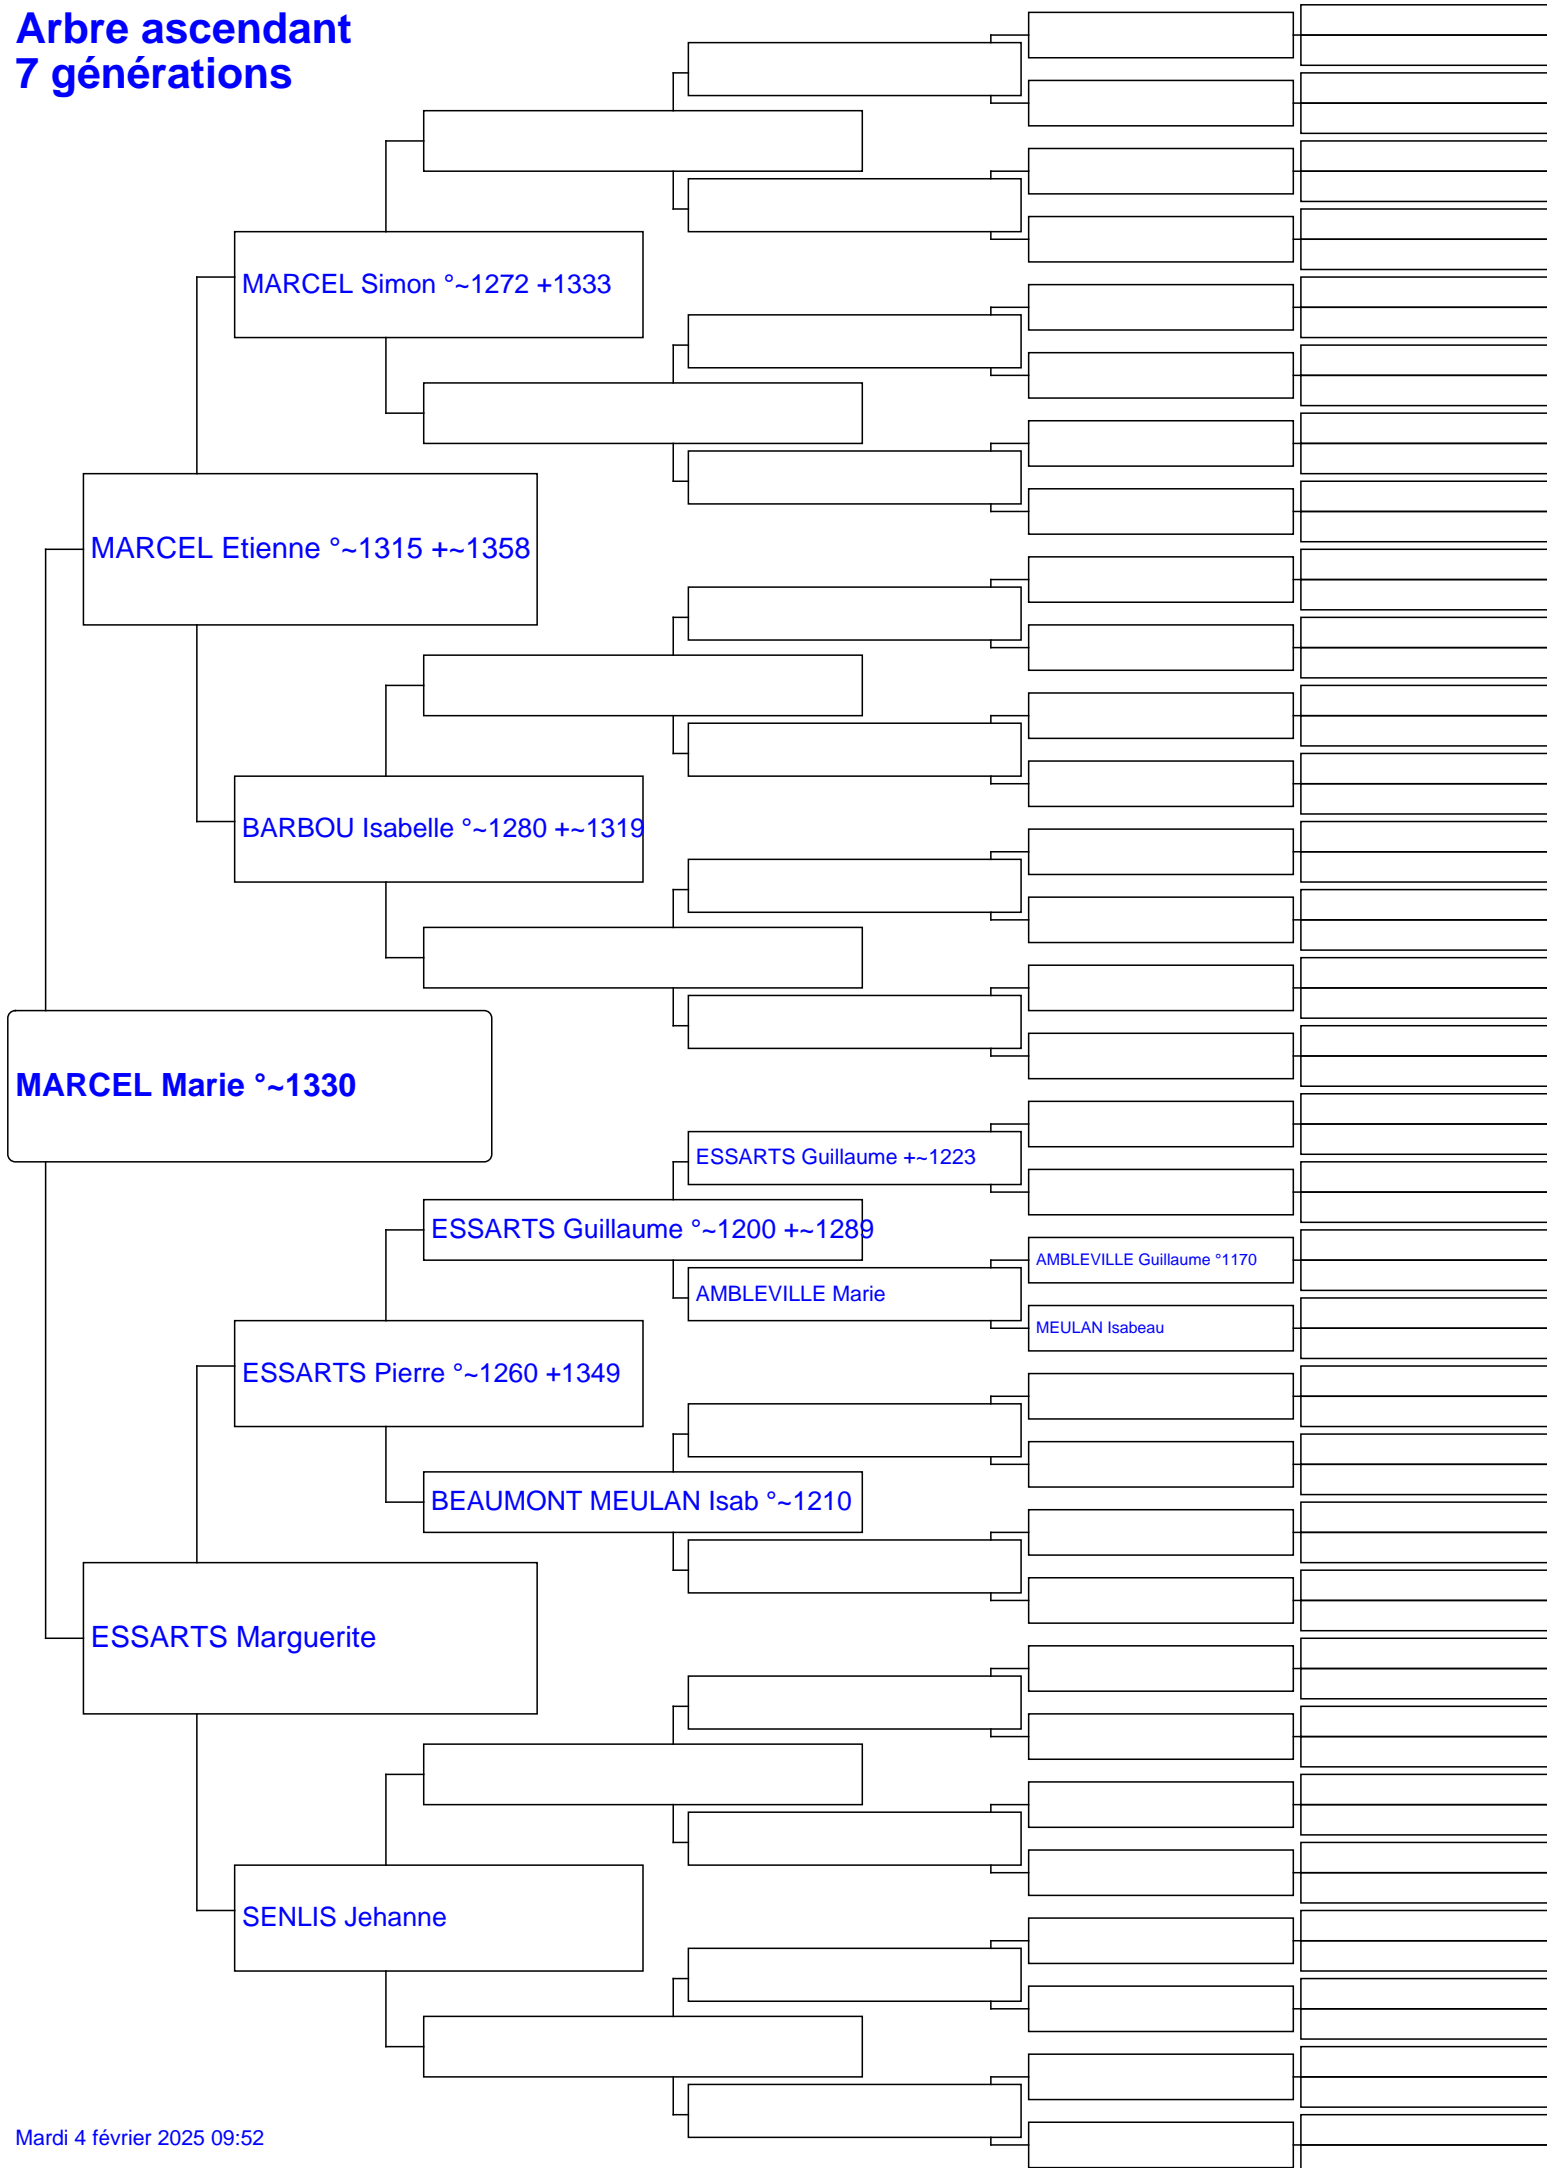 Arbre ascendant
7 générations
MARCEL Simon °~1272 +1333
MARCEL Etienne °~1315 +~1358
BARBOU Isabelle °~1280 +~1319
MARCEL Marie °~1330
ESSARTS Guillaume +~1223
ESSARTS Guillaume °~1200 +~1289
AMBLEVILLE Guillaume °1170
AMBLEVILLE Marie
MEULAN Isabeau
ESSARTS Pierre °~1260 +1349
BEAUMONT MEULAN Isab °~1210
ESSARTS Marguerite
SENLIS Jehanne
Mardi 4 février 2025 09:52